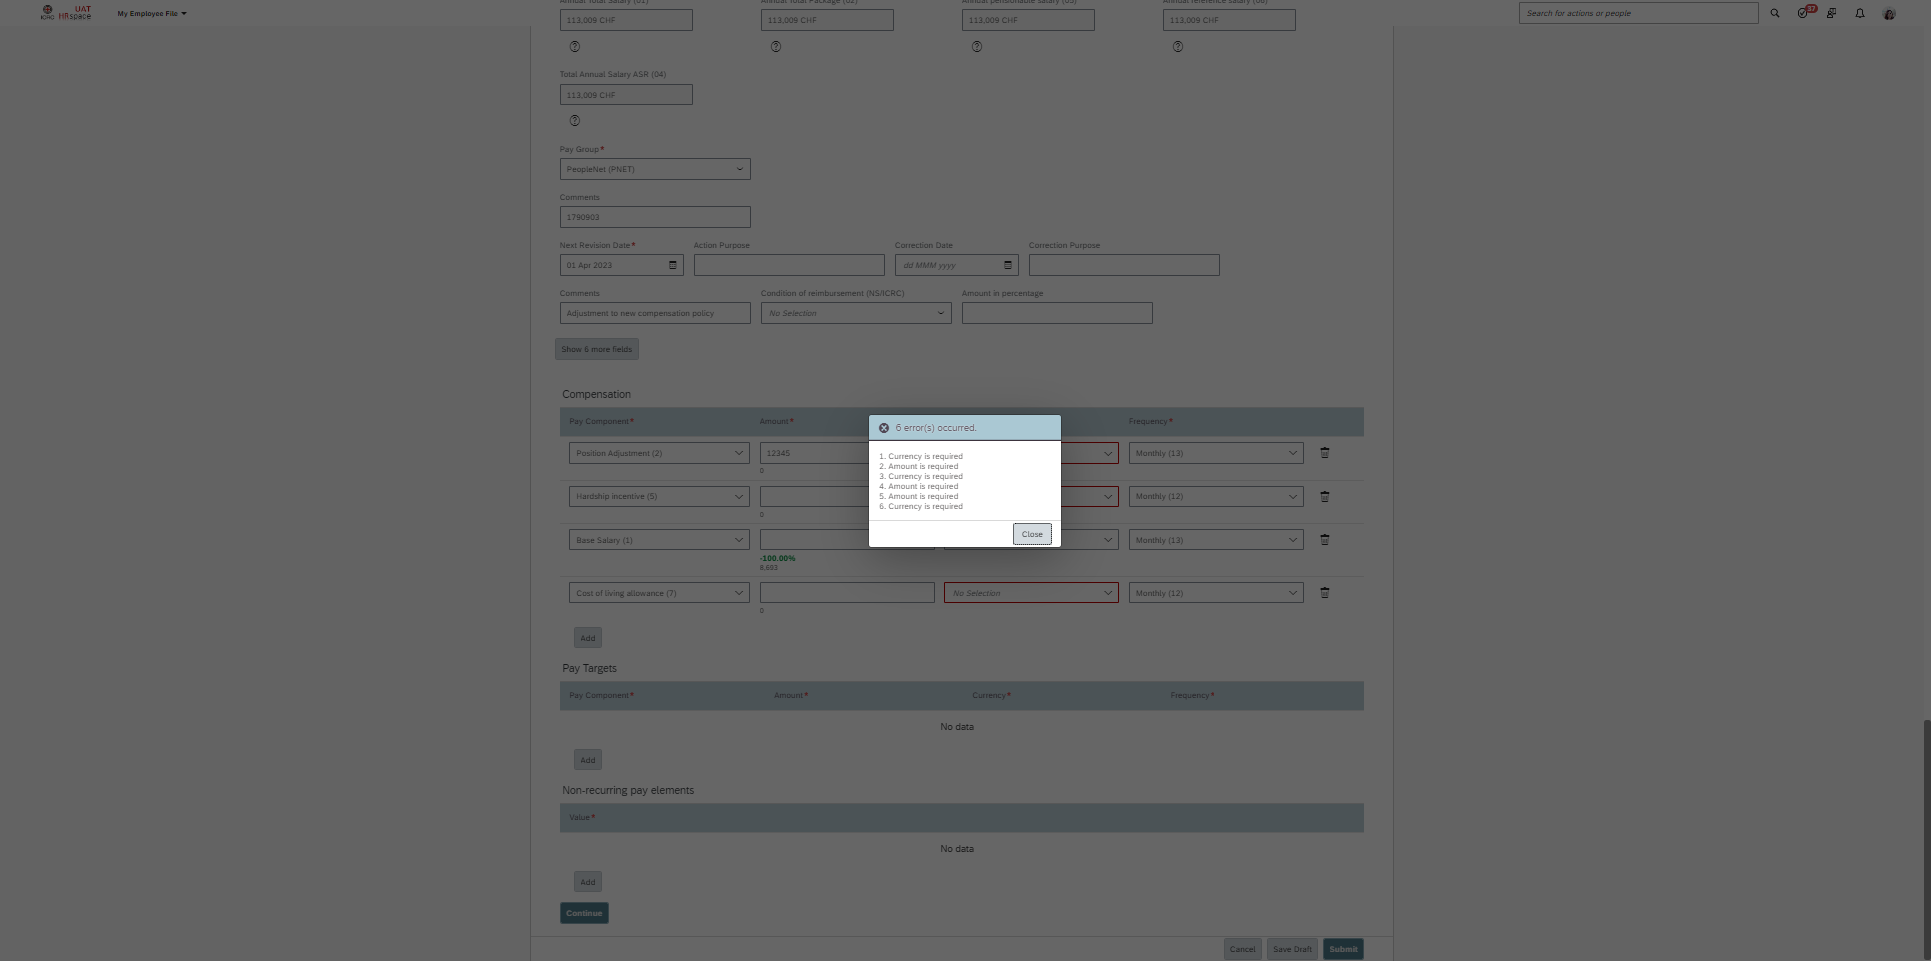 UAT
ICRC HRspace
My Employee File
Search for actions or people
37
Annual Total Salary (01)
Annual Total Package (02)
Annual pensionable salary (03)
Annual reference salary (06)
113,009 CHF
113,009 CHF
113,009 CHF
113,009 CHF
Total Annual Salary ASR (04)
113,009 CHF
Pay Group*
PeopleNet (PNET)
Comments
1790903
Next Revision Date*
Action Purpose
Correction Date
Correction Purpose
01 Apr 2023
dd MMM yyyy
Comments
Condition of reimbursement (NS/ICRC)
Amount in percentage
Adjustment to new compensation policy
No Selection
Show 6 more fields
Compensation
Pay Component*
Amount*
Frequency*
Position Adjustment (2)
12345
Monthly (13)
0
Hardship incentive (5)
Monthly (12)
0
Base Salary (1)
Monthly (13)
-100.00%
8,693
Cost of living allowance (7)
No Selection
Monthly (12)
0
Add
6 error(s) occurred.
1. Currency is required
2. Amount is required
3. Currency is required
4. Amount is required
5. Amount is required
6. Currency is required
Close
Pay Targets
Pay Component*
Amount*
Currency*
Frequency*
No data
Add
Non-recurring pay elements
Value*
No data
Add
Continue
Cancel
Save Draft
Submit